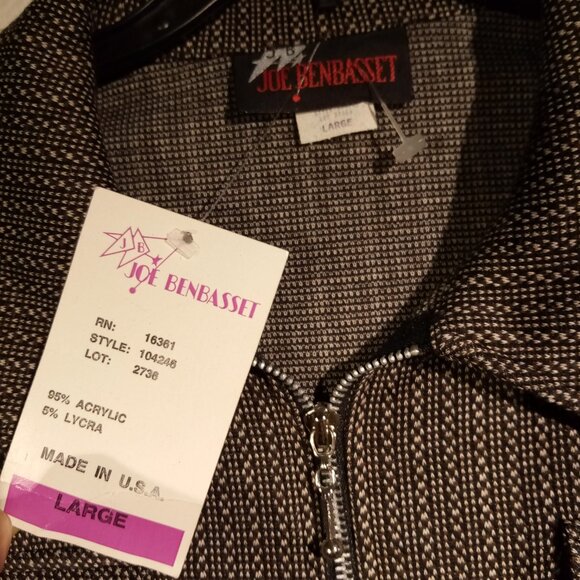 J B
JOE BENBASSET
LARGE
J B
JOE BENBASSET
RN: 16361
STYLE: 104246
LOT: 2736
95% ACRYLIC
5% LYCRA
MADE IN U.S.A.
LARGE